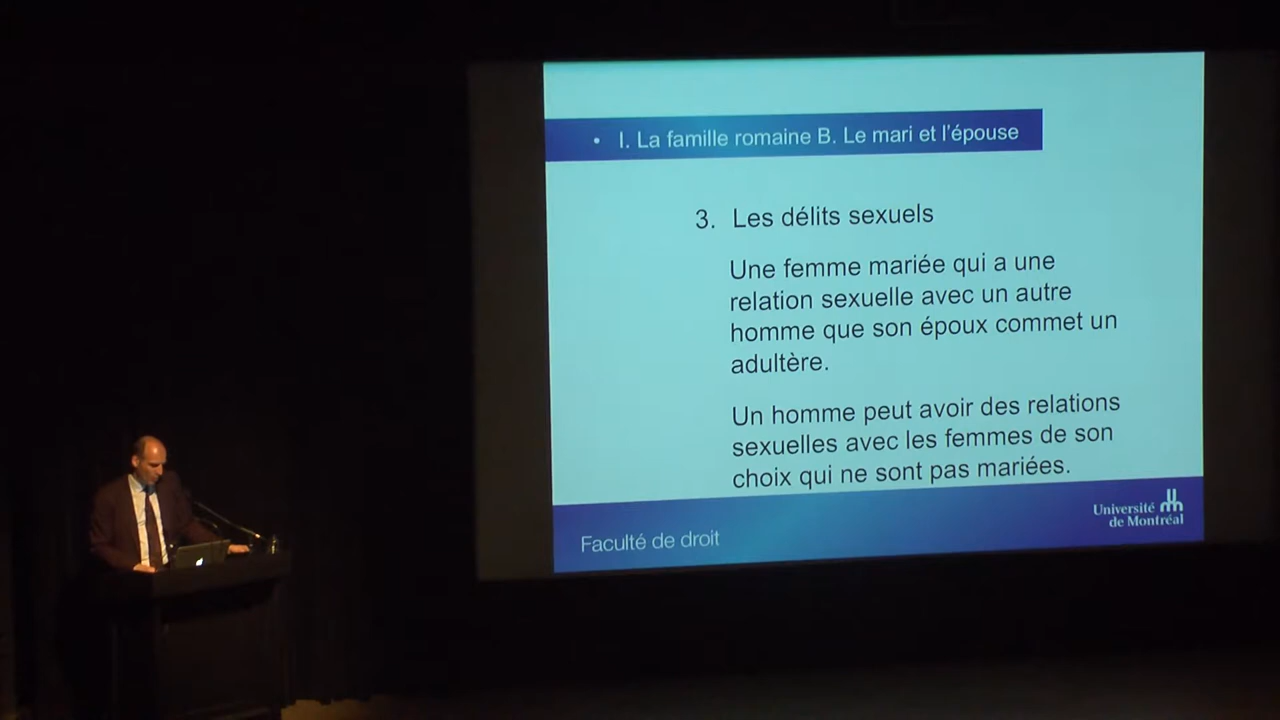 • I. La famille romaine B. Le mari et l'épouse
3. Les délits sexuels
Une femme mariée qui a une
relation sexuelle avec un autre
homme que son époux commet un
adultère.
Un homme peut avoir des relations
sexuelles avec les femmes de son
choix qui ne sont pas mariées.
Faculté de droit
Université
de Montréal